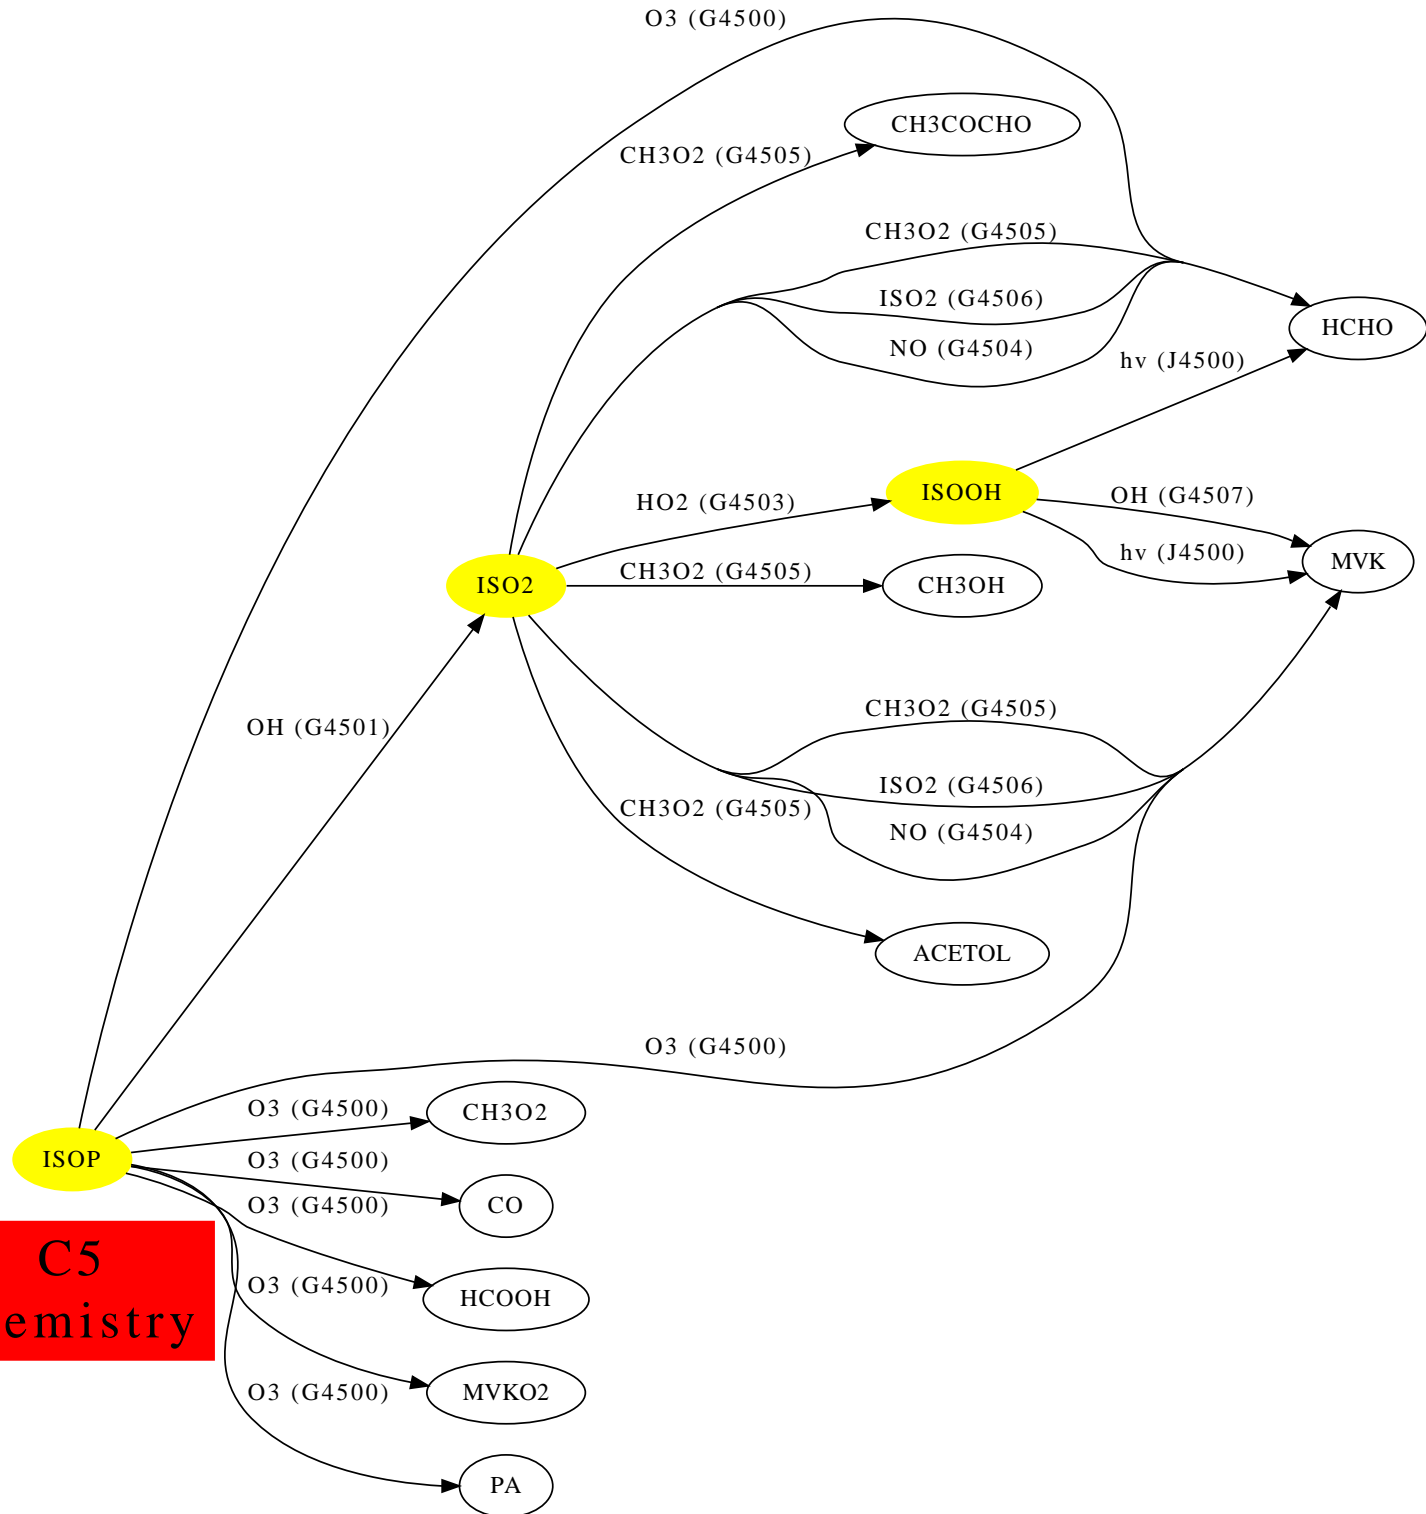 O3 (G4500)
CH3COCHO
CH3O2 (G4505)
CH3O2 (G4505)
ISO2 (G4506)
HCHO
NO (G4504)
hv (J4500)
ISOOH
OH (G4507)
HO2 (G4503)
hv (J4500)
MVK
CH3O2 (G4505)
ISO2
CH3OH
CH3O2 (G4505)
OH (G4501)
ISO2 (G4506)
CH3O2 (G4505)
NO (G4504)
ACETOL
O3 (G4500)
O3 (G4500)
CH3O2
ISOP
O3 (G4500)
O3 (G4500)
CO
C5
emistry
O3 (G4500)
HCOOH
O3 (G4500)
MVKO2
PA